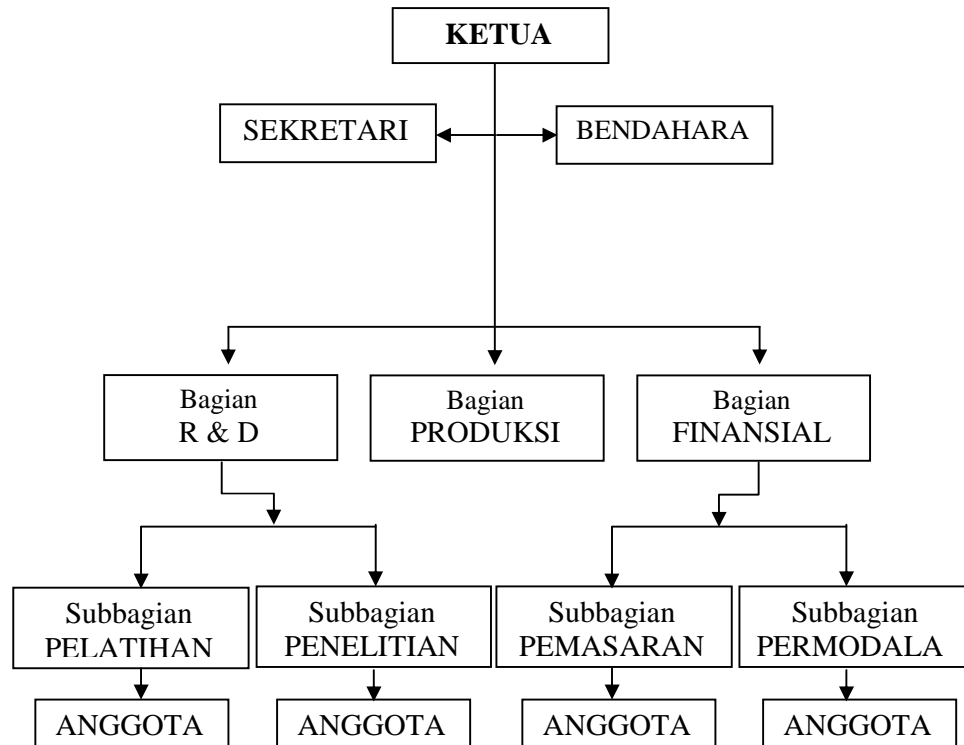 KETUA
SEKRETARI
BENDAHARA
Bagian
R & D
Bagian
PRODUKSI
Bagian
FINANSIAL
Subbagian
PELATIHAN
Subbagian
PENELITIAN
Subbagian
PEMASARAN
Subbagian
PERMODALA
ANGGOTA
ANGGOTA
ANGGOTA
ANGGOTA